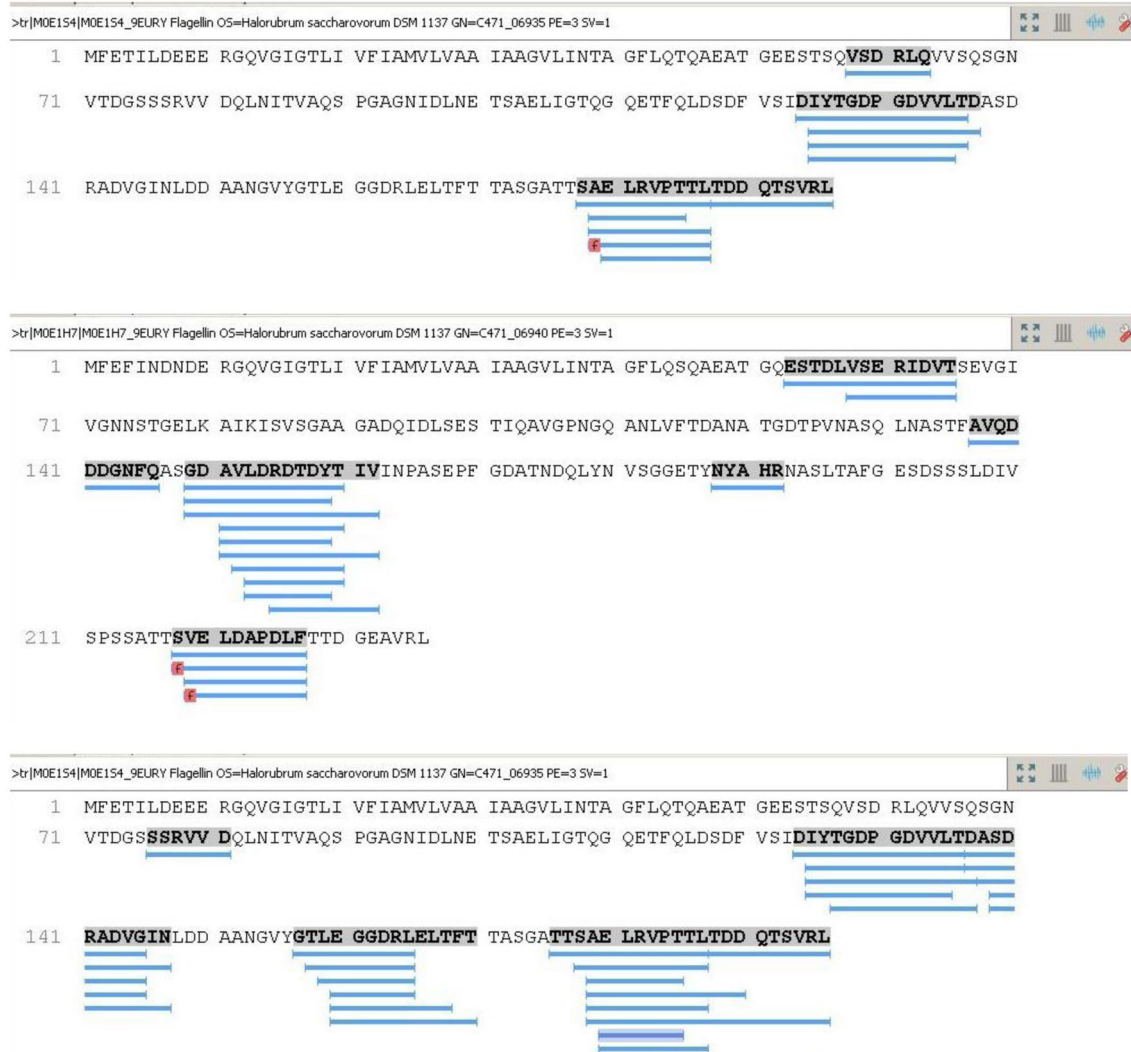 >tr|M0E1S4|M0E1S4_9EURY Flagellin OS=Halorubrum saccharovorum DSM 1137 GN=C471_06935 PE=3 SV=1
1 MFETILDEEE RGQVGIGTLI VFIAMVLVAA IAAGVLINTA GFLQTQAEAT GEESTSQVSD RLQVVSQSGN
71 VTDGSSSRVV DQLNITVAQS PGAGNIDLNE TSAELIGTQG QETFQLDSDF VSIDIYTGDP GDVVLTDASD
141 RADVGINLDD AANGVYGTLE GGDRLELTFT TASGATTSAE LRVPTTLTDD QTSVRL
f
>tr|M0E1H7|M0E1H7_9EURY Flagellin OS=Halorubrum saccharovorum DSM 1137 GN=C471_06940 PE=3 SV=1
1 MFEFINDNDE RGQVGIGTLI VFIAMVLVAA IAAGVLINTA GFLQSQAEAT GQESTDLVSE RIDVTSEVGI
71 VGNNSTGELK AIKISVSGAA GADQIDLSES TIQAVGPNGQ ANLVFTDANA TGDTPVNASQ LNASTFAVQD
141 DDGNFQASGD AVLDRDTDYT IVINPASEPF GDATNDQLYN VSGGETYNYA HRNASLTAFG ESDSSSLDIV
211 SPSSATTSVE LDAPDLFTTD GEAVRL
f
f
>tr|M0E1S4|M0E1S4_9EURY Flagellin OS=Halorubrum saccharovorum DSM 1137 GN=C471_06935 PE=3 SV=1
1 MFETILDEEE RGQVGIGTLI VFIAMVLVAA IAAGVLINTA GFLQTQAEAT GEESTSQVSD RLQVVSQSGN
71 VTDGSSSRVV DQLNITVAQS PGAGNIDLNE TSAELIGTQG QETFQLDSDF VSIDIYTGDP GDVVLTDASD
141 RADVGINLDD AANGVYGTLE GGDRLELTFT TASGATTSAE LRVPTTLTDD QTSVRL